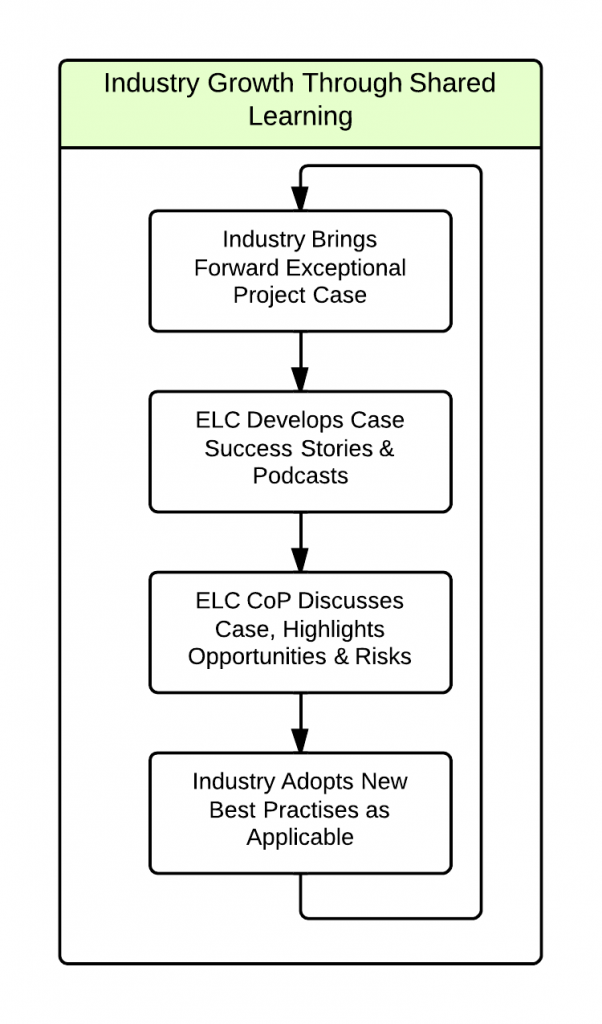 Industry Growth Through Shared
Learning
Industry Brings
Forward Exceptional
Project Case
ELC Develops Case
Success Stories &
Podcasts
ELC CoP Discusses
Case, Highlights
Opportunities & Risks
Industry Adopts New
Best Practises as
Applicable